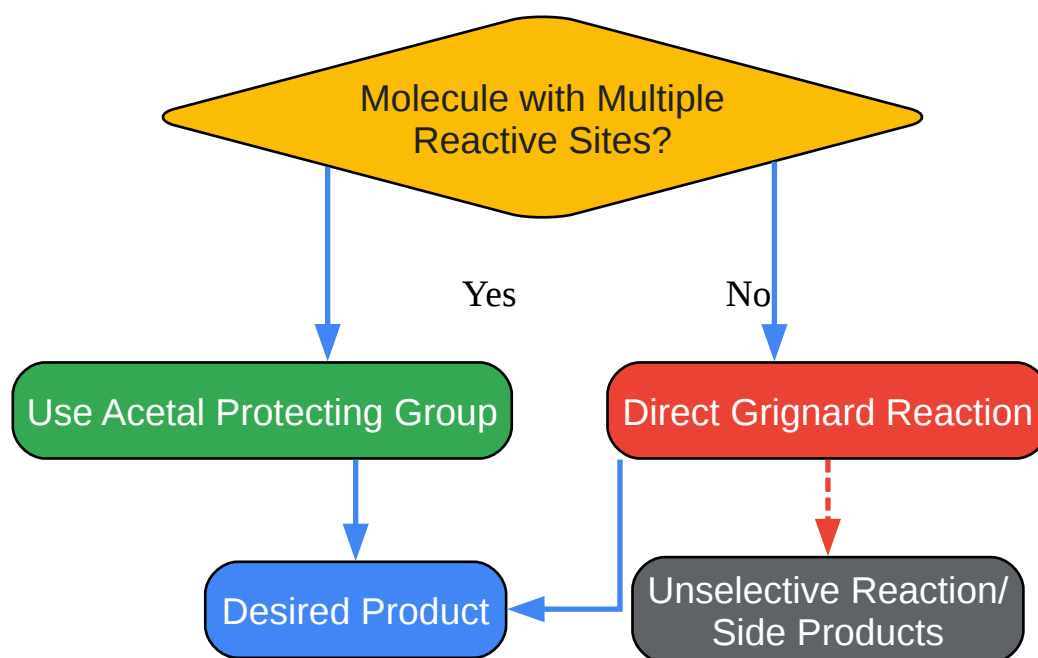 Molecule with Multiple
Reactive Sites?
Yes
No
Use Acetal Protecting Group
Direct Grignard Reaction
Desired Product
Unselective Reaction/
Side Products